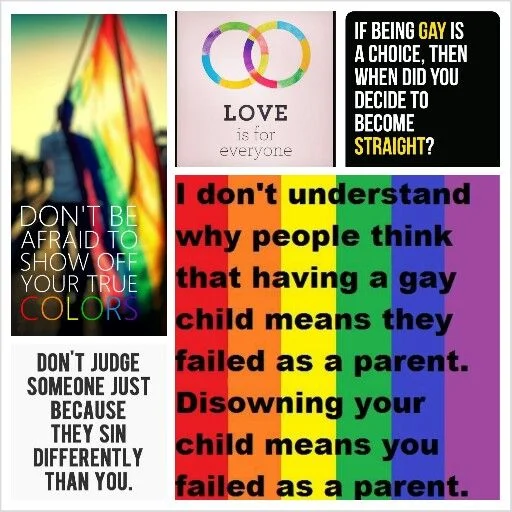 DON'T BE
AFRAID TO
SHOW OFF
YOUR TRUE
COLORS
LOVE
is for
everyone
IF BEING GAY IS
A CHOICE, THEN
WHEN DID YOU
DECIDE TO
BECOME
STRAIGHT?
I don't understand
why people think
that having a gay
child means they
failed as a parent.
Disowning your
child means you
failed as a parent.
DON'T JUDGE
SOMEONE JUST
BECAUSE
THEY SIN
DIFFERENTLY
THAN YOU.